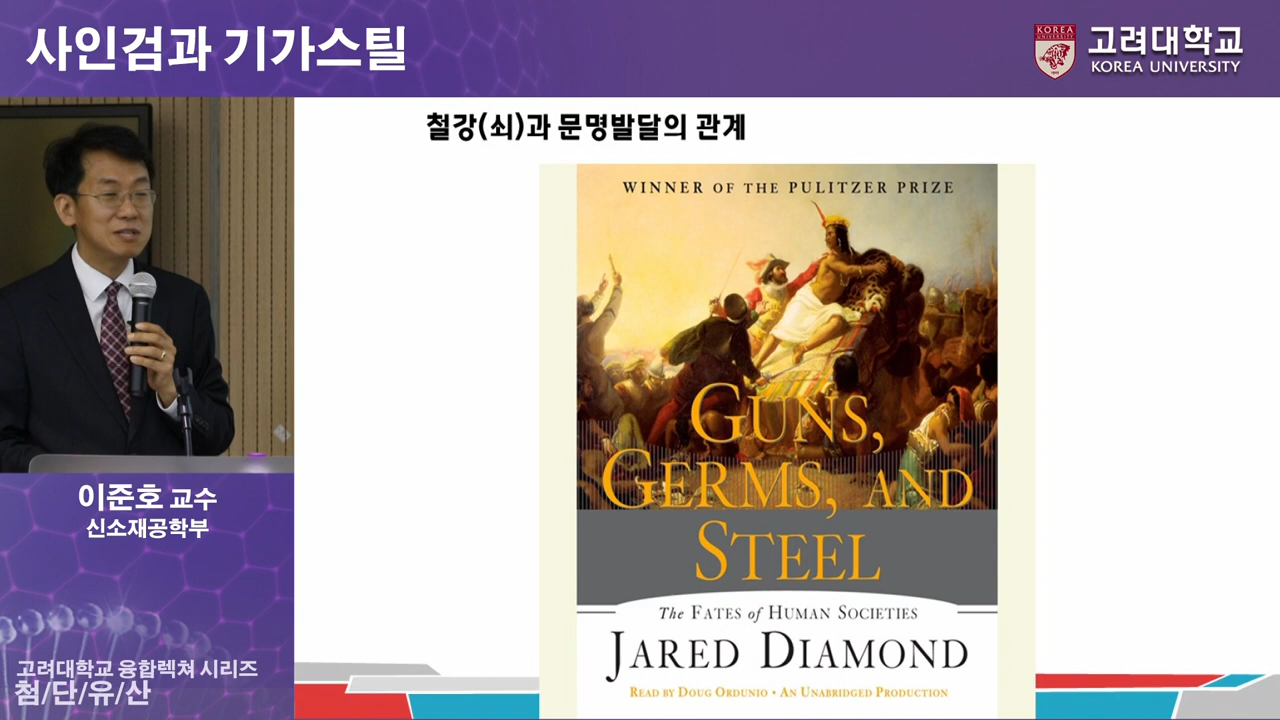 사인검과 기가스틸
KOREA
UNIVERSITY
고려대학교
KOREA UNIVERSITY
철강(쇠)과 문명발달의 관계
WINNER OF THE PULITZER PRIZE
GUNS,
GERMS, AND
STEEL
The FATES of HUMAN SOCIETIES
JARED DIAMOND
READ BY DOUG ORDUNIO • AN UNABRIDGED PRODUCTION
이준호 교수
신소재공학부
고려대학교 융합렉쳐 시리즈
첨/단/유/산